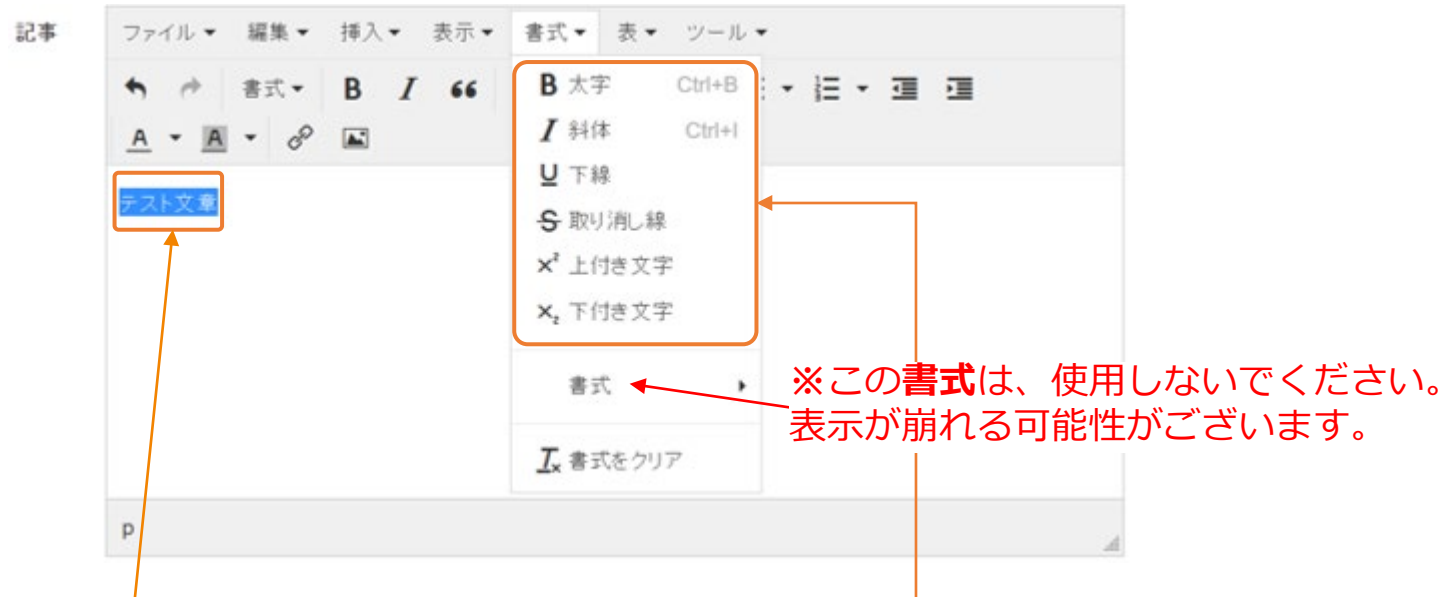 記事
ファイル 編集 挿入 表示 書式 表 ツール
書式 B I
A A
テスト文章
B 太字 Ctrl+B
I 斜体 Ctrl+I
U 下線
S 取り消し線
x² 上付き文字
x₂ 下付き文字
書式
書式をクリア
※この書式は、使用しないでください。
表示が崩れる可能性がございます。
p